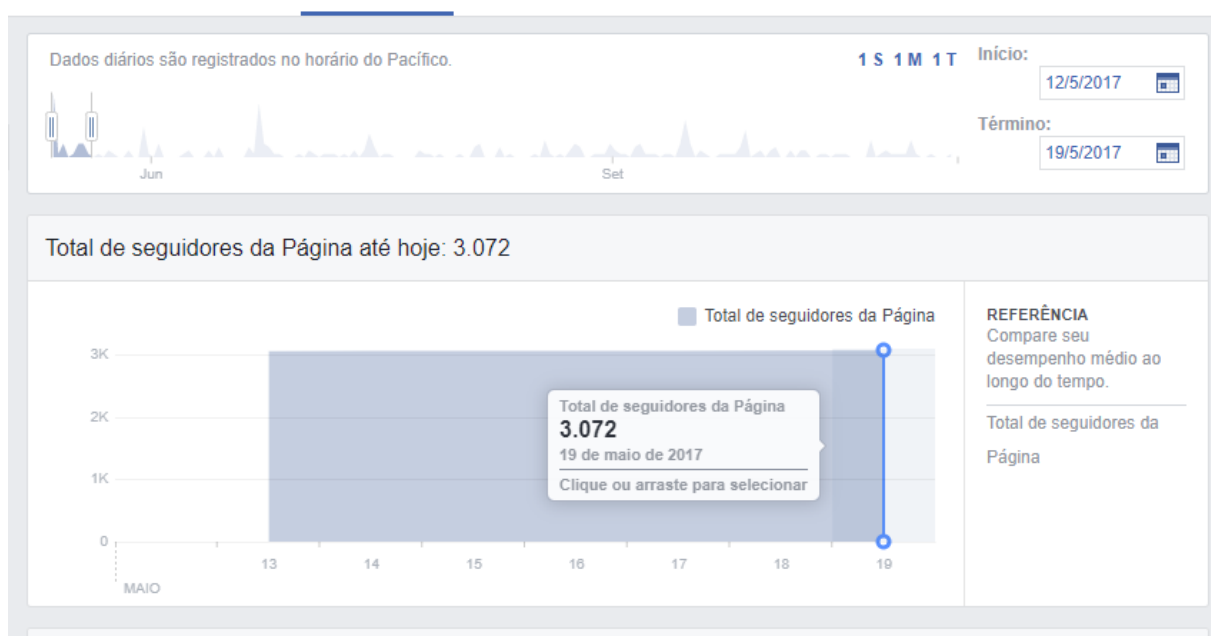 Dados diários são registrados no horário do Pacífico.
1 S 1 M 1 T
Início:
12/5/2017
Término:
19/5/2017
Jun
Set
Total de seguidores da Página até hoje: 3.072
Total de seguidores da Página
3K
2K
1K
0
Total de seguidores da Página
3.072
19 de maio de 2017
Clique ou arraste para selecionar
13
14
15
16
17
18
19
MAIO
REFERÊNCIA
Compare seu
desempenho médio ao
longo do tempo.
Total de seguidores da
Página